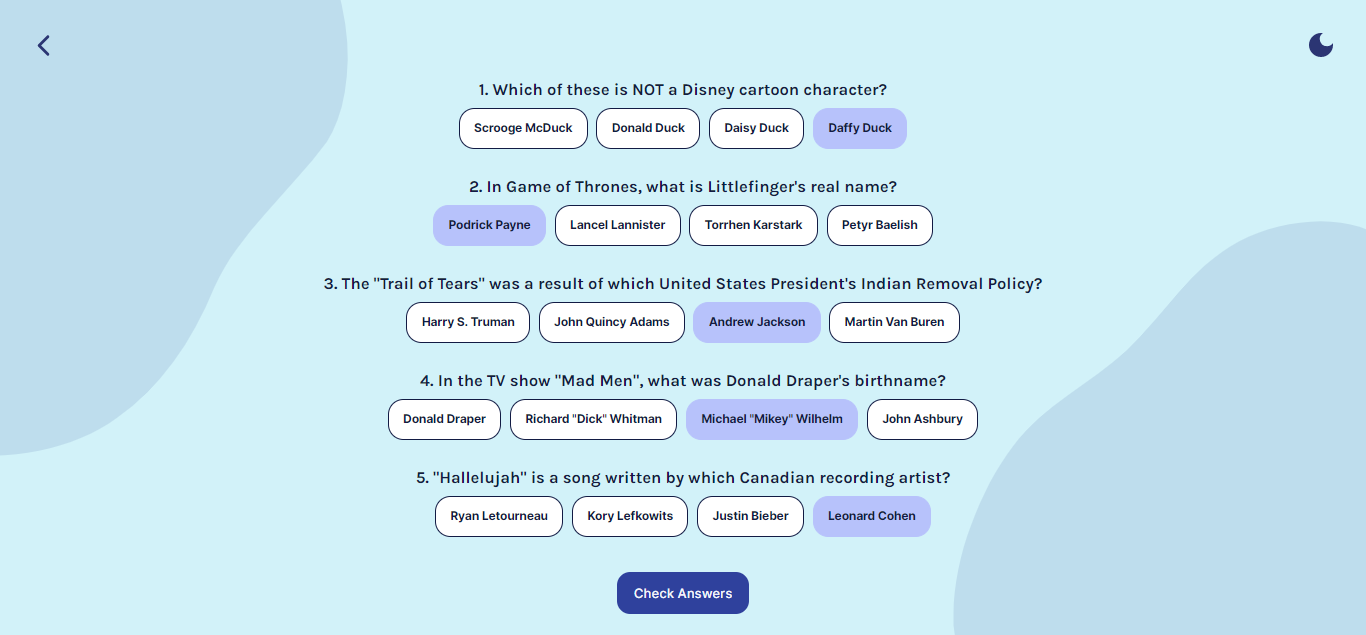 1. Which of these is NOT a Disney cartoon character?
Scrooge McDuck Donald Duck Daisy Duck Daffy Duck
2. In Game of Thrones, what is Littlefinger's real name?
Podrick Payne Lancel Lannister Torrhen Karstark Petyr Baelish
3. The "Trail of Tears" was a result of which United States President's Indian Removal Policy?
Harry S. Truman John Quincy Adams Andrew Jackson Martin Van Buren
4. In the TV show "Mad Men", what was Donald Draper's birthname?
Donald Draper Richard "Dick" Whitman Michael "Mikey" Wilhelm John Ashbury
5. "Hallelujah" is a song written by which Canadian recording artist?
Ryan Letourneau Kory Lefkowits Justin Bieber Leonard Cohen
Check Answers